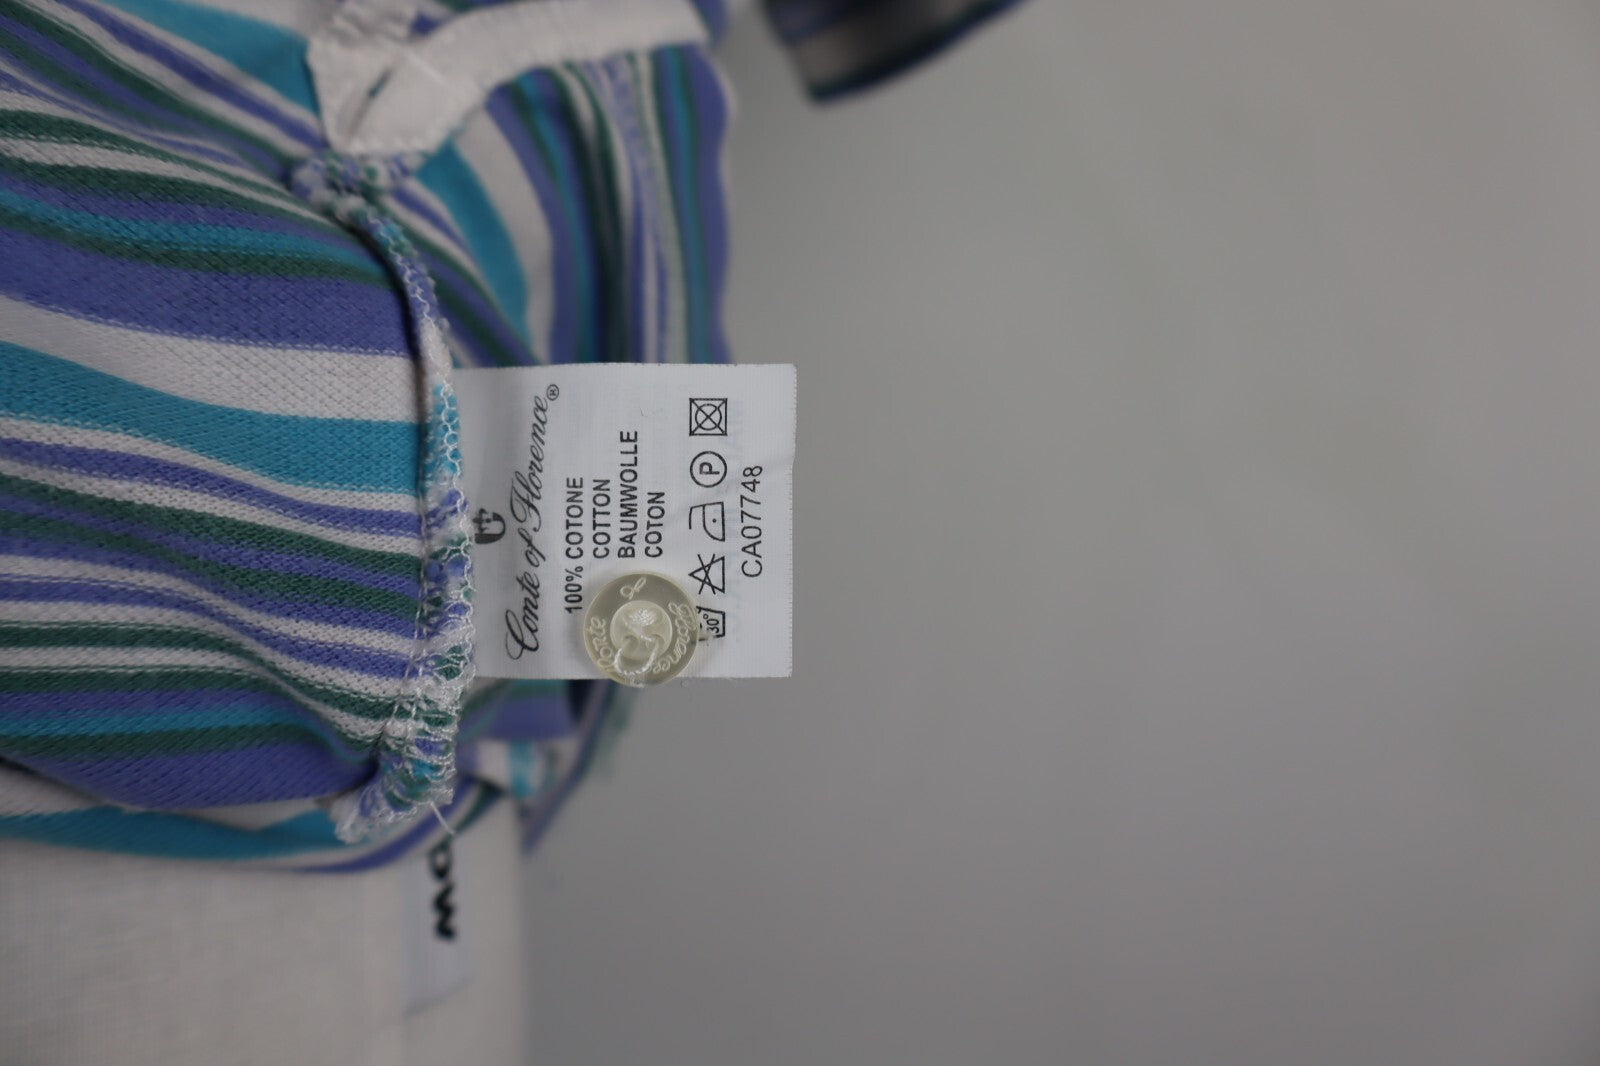 Conte of Florence®
100% COTONE
COTTON
BAUMWOLLE
COTON
30° P
CA07748